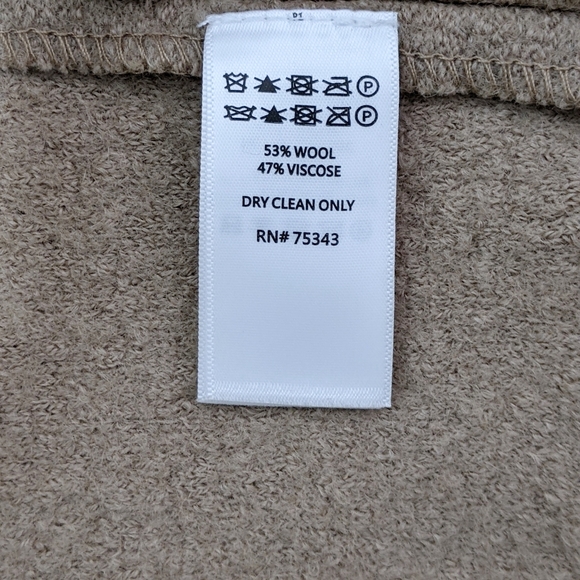 P
P
53% WOOL
47% VISCOSE
DRY CLEAN ONLY
RN# 75343